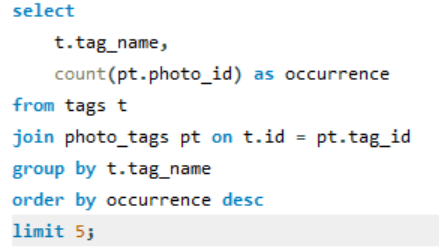 select
    t.tag_name,
    count(pt.photo_id) as occurrence
from tags t
join photo_tags pt on t.id = pt.tag_id
group by t.tag_name
order by occurrence desc
limit 5;